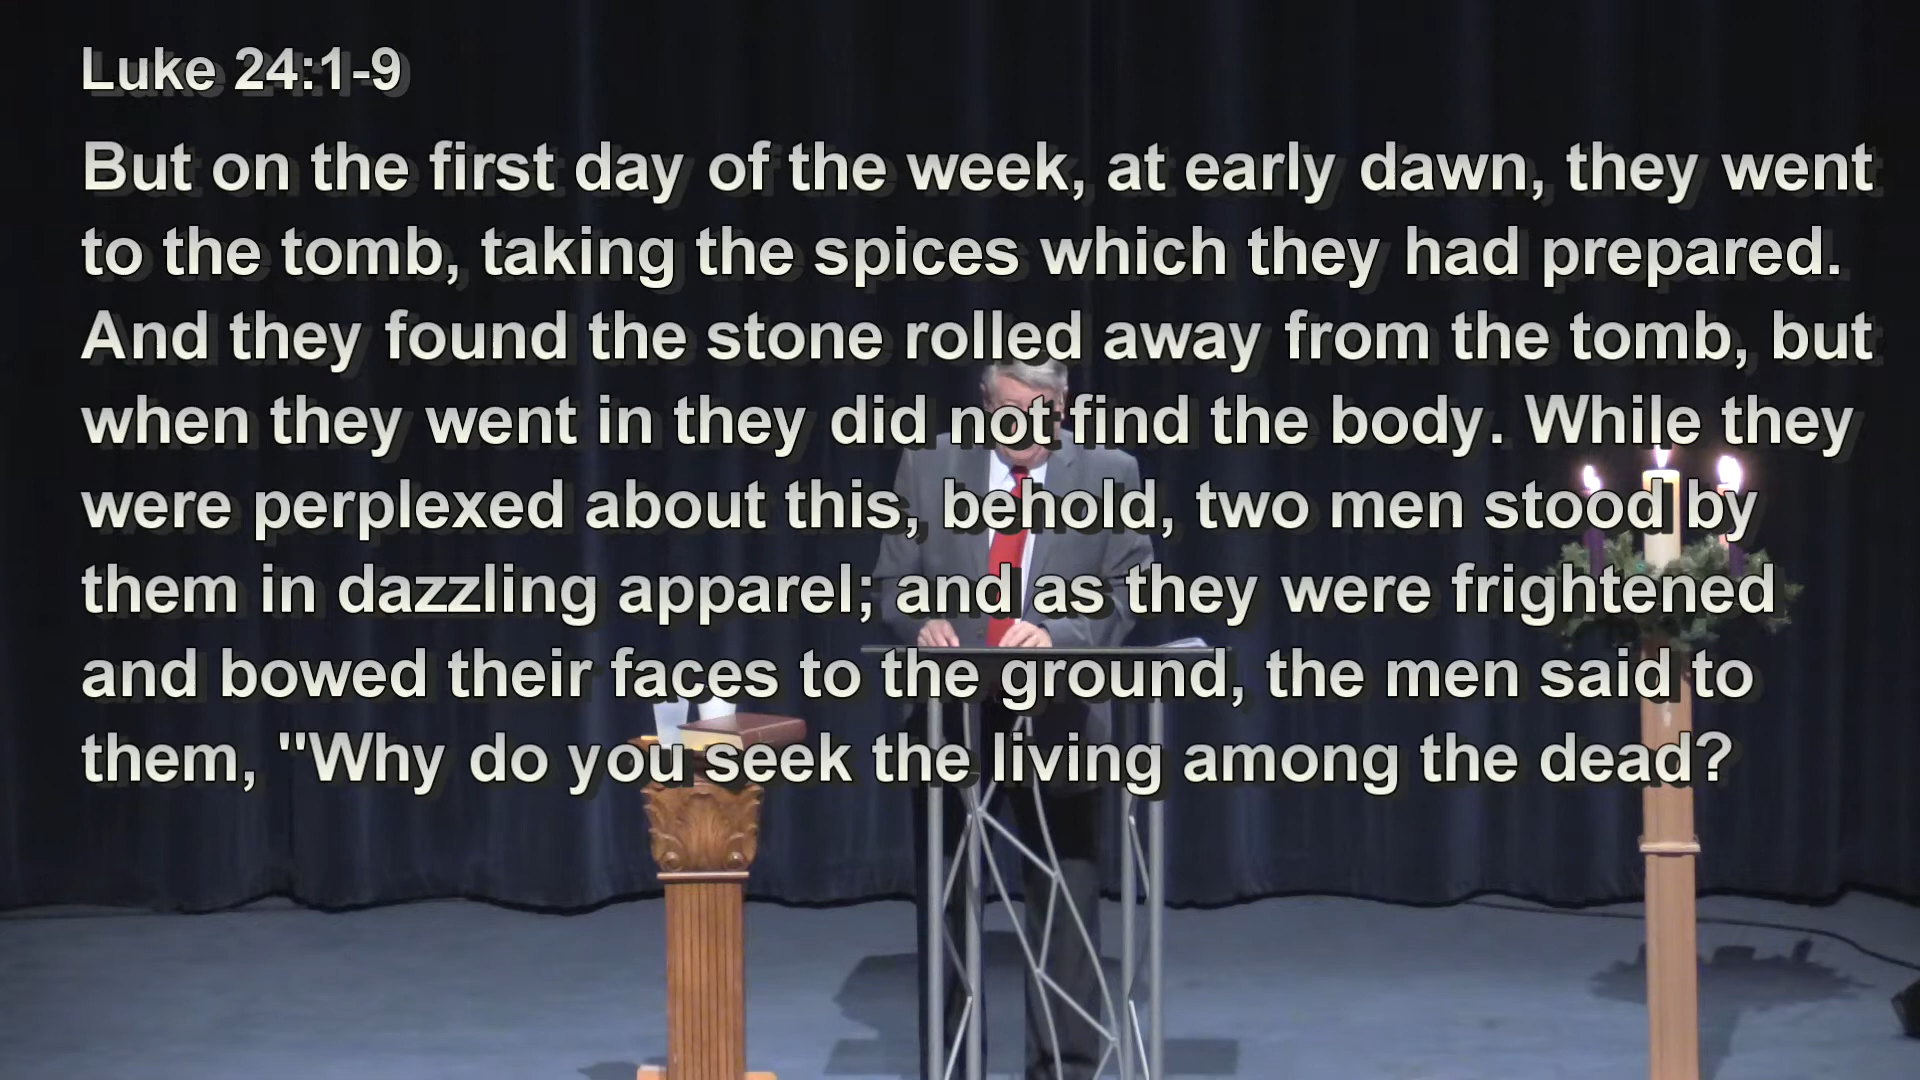 Luke 24:1-9
But on the first day of the week, at early dawn, they went
to the tomb, taking the spices which they had prepared.
And they found the stone rolled away from the tomb, but
when they went in they did not find the body. While they
were perplexed about this, behold, two men stood by
them in dazzling apparel; and as they were frightened
and bowed their faces to the ground, the men said to
them, "Why do you seek the living among the dead?